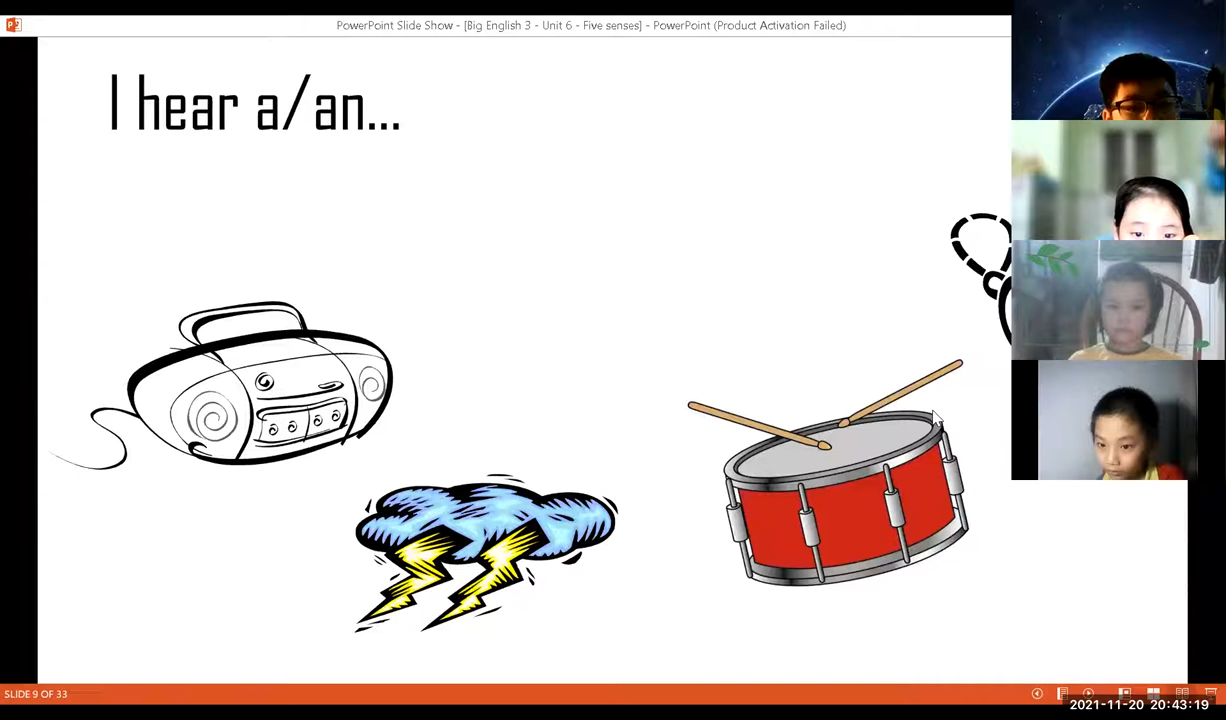 PowerPoint Slide Show - [Big English 3 - Unit 6 - Five senses] - PowerPoint (Product Activation Failed)
I hear a/an...
SLIDE 9 OF 33
2021-11-20 20:43:19